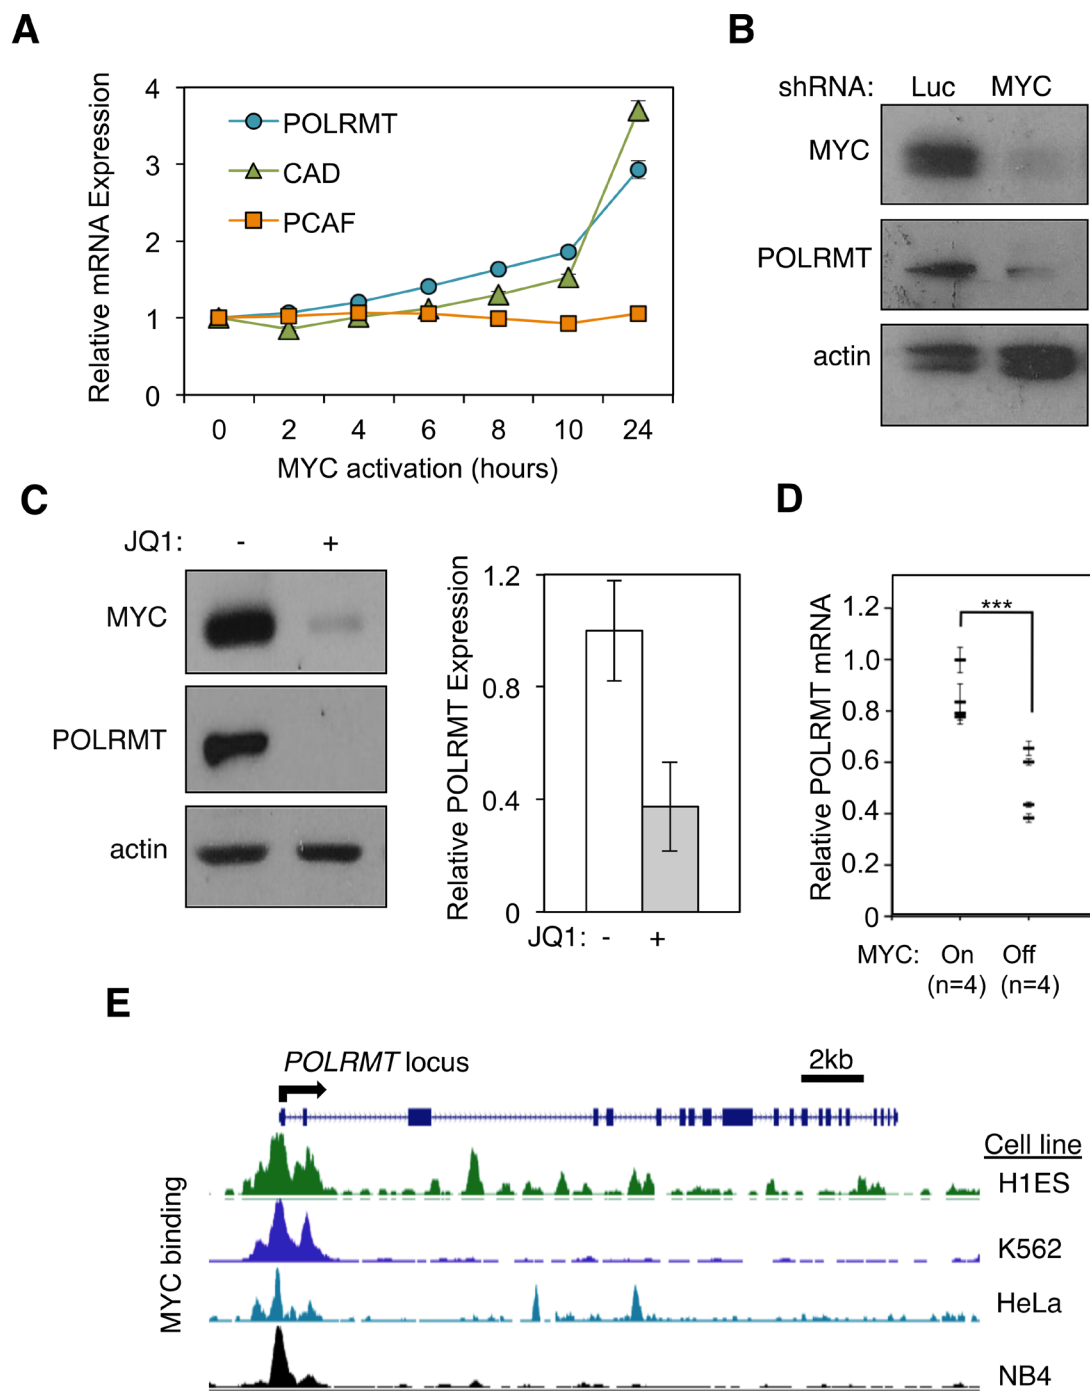 A
Relative mRNA Expression
4
3
2
1
0
POLRMT
CAD
PCAF
0 2 4 6 8 10 24
MYC activation (hours)
B
shRNA: Luc MYC
MYC
POLRMT
actin
C
JQ1: - +
MYC
POLRMT
actin
Relative POLRMT Expression
1.2
0.8
0.4
0
JQ1: - +
D
Relative POLRMT mRNA
1.2
1.0
0.8
0.6
0.4
0.2
0
***
MYC: On Off
(n=4) (n=4)
E
POLRMT locus
2kb
MYC binding
Cell line
H1ES
K562
HeLa
NB4